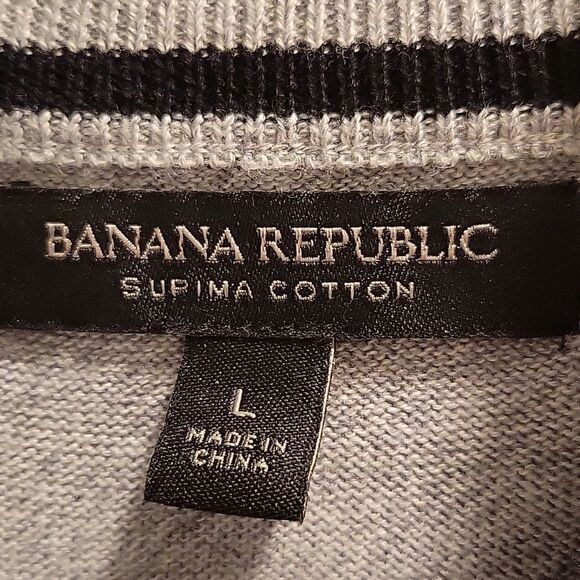 BANANA REPUBLIC
SUPIMA COTTON
L
MADE IN
CHINA